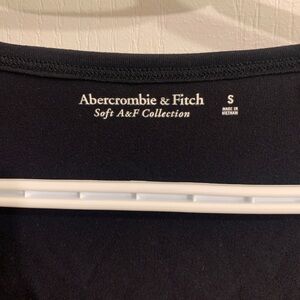 Abercrombie & Fitch
Soft A&F Collection
S
MADE IN
VIETNAM